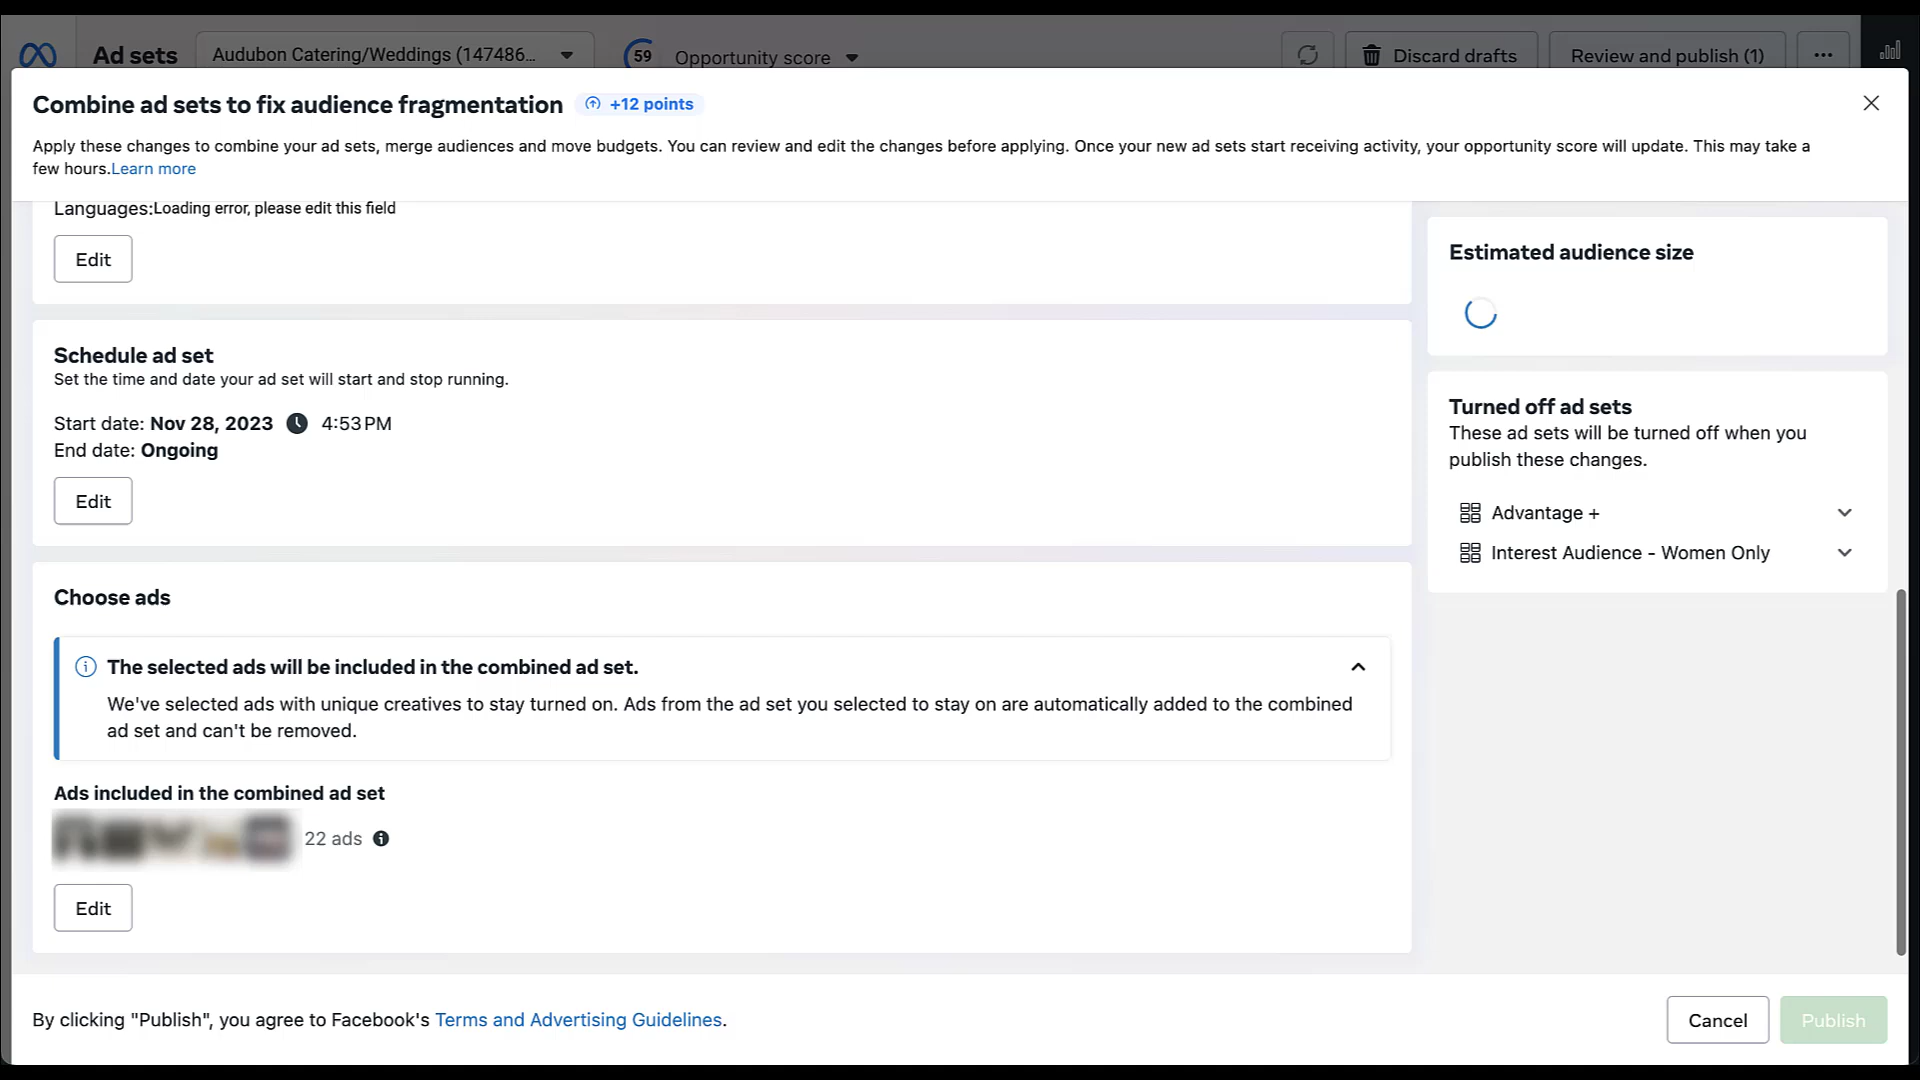 Ad sets
Audubon Catering/Weddings (147486...
59
Opportunity score
Discard drafts
Review and publish (1)
Combine ad sets to fix audience fragmentation
+12 points
Apply these changes to combine your ad sets, merge audiences and move budgets. You can review and edit the changes before applying. Once your new ad sets start receiving activity, your opportunity score will update. This may take a
few hours.Learn more
Languages:Loading error, please edit this field
Edit
Schedule ad set
Set the time and date your ad set will start and stop running.
Start date: Nov 28, 2023 4:53 PM
End date: Ongoing
Edit
Choose ads
The selected ads will be included in the combined ad set.
We've selected ads with unique creatives to stay turned on. Ads from the ad set you selected to stay on are automatically added to the combined
ad set and can't be removed.
Ads included in the combined ad set
22 ads
Edit
Estimated audience size
Turned off ad sets
These ad sets will be turned off when you
publish these changes.
Advantage +
Interest Audience - Women Only
By clicking "Publish", you agree to Facebook's Terms and Advertising Guidelines.
Cancel
Publish